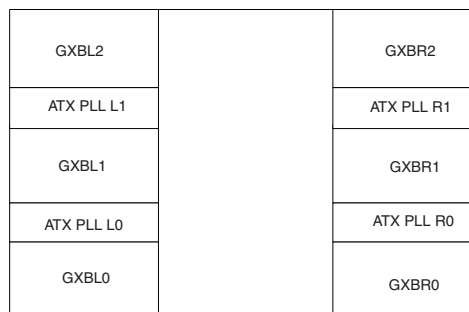 GXBL2
GXBR2
ATX PLL L1
ATX PLL R1
GXBL1
GXBR1
ATX PLL L0
ATX PLL R0
GXBL0
GXBR0